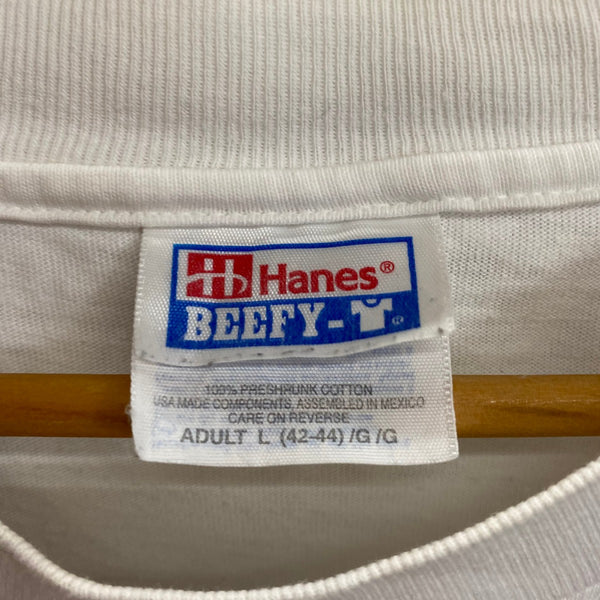 Hanes®
BEEFY-T®
100% PRESHRUNK COTTON
USA MADE COMPONENTS, ASSEMBLED IN MEXICO
CARE ON REVERSE
ADULT L (42-44) /G /G